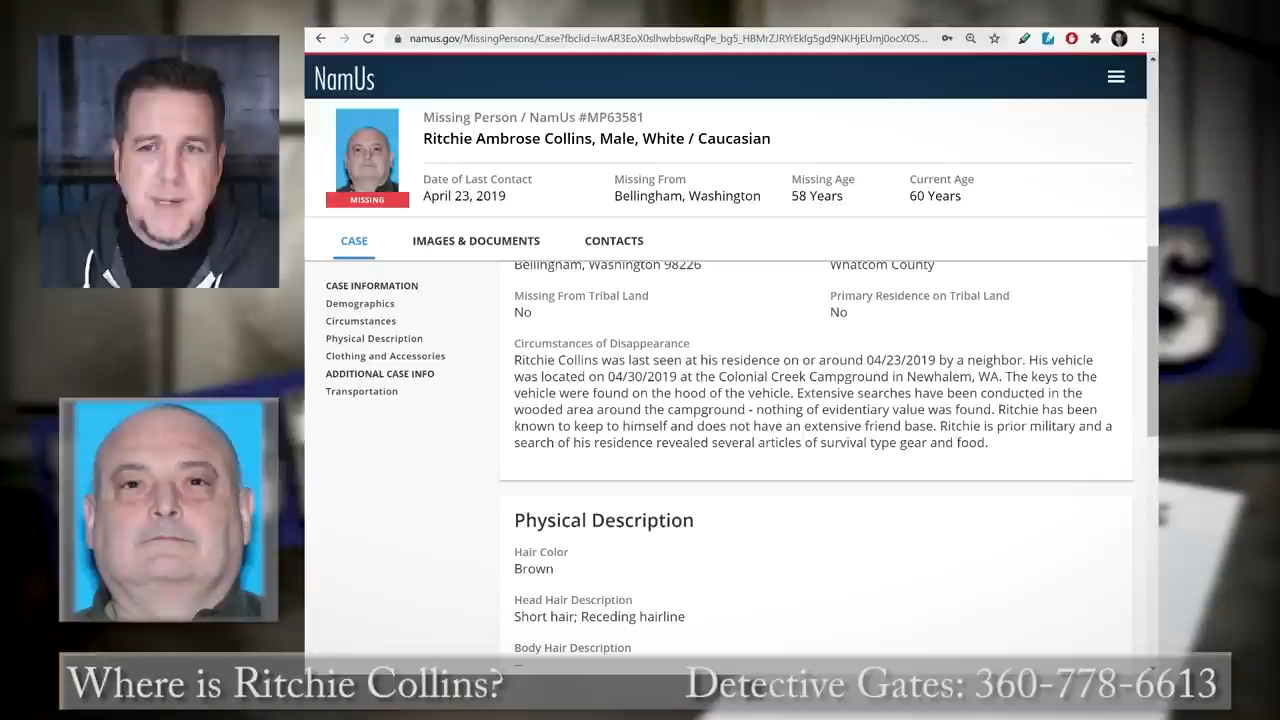 namus.gov/MissingPersons/Case?fbclid=IwAR3EoX0slhwbbswRqPe_bg5_HBMrZJRYrEkIg5gd9NKHjEUmj0ocXOS...
NamUs
Missing Person / NamUs #MP63581
Ritchie Ambrose Collins, Male, White / Caucasian
MISSING
Date of Last Contact
April 23, 2019
Missing From
Bellingham, Washington
Missing Age
58 Years
Current Age
60 Years
CASE
IMAGES & DOCUMENTS
CONTACTS
CASE INFORMATION
Demographics
Circumstances
Physical Description
Clothing and Accessories
ADDITIONAL CASE INFO
Transportation
Bellingham, Washington 98226
Whatcom County
Missing From Tribal Land
No
Primary Residence on Tribal Land
No
Circumstances of Disappearance
Ritchie Collins was last seen at his residence on or around 04/23/2019 by a neighbor. His vehicle
was located on 04/30/2019 at the Colonial Creek Campground in Newhalem, WA. The keys to the
vehicle were found on the hood of the vehicle. Extensive searches have been conducted in the
wooded area around the campground - nothing of evidentiary value was found. Ritchie has been
known to keep to himself and does not have an extensive friend base. Ritchie is prior military and a
search of his residence revealed several articles of survival type gear and food.
Physical Description
Hair Color
Brown
Head Hair Description
Short hair; Receding hairline
Body Hair Description
--
Where is Ritchie Collins?
Detective Gates: 360-778-6613